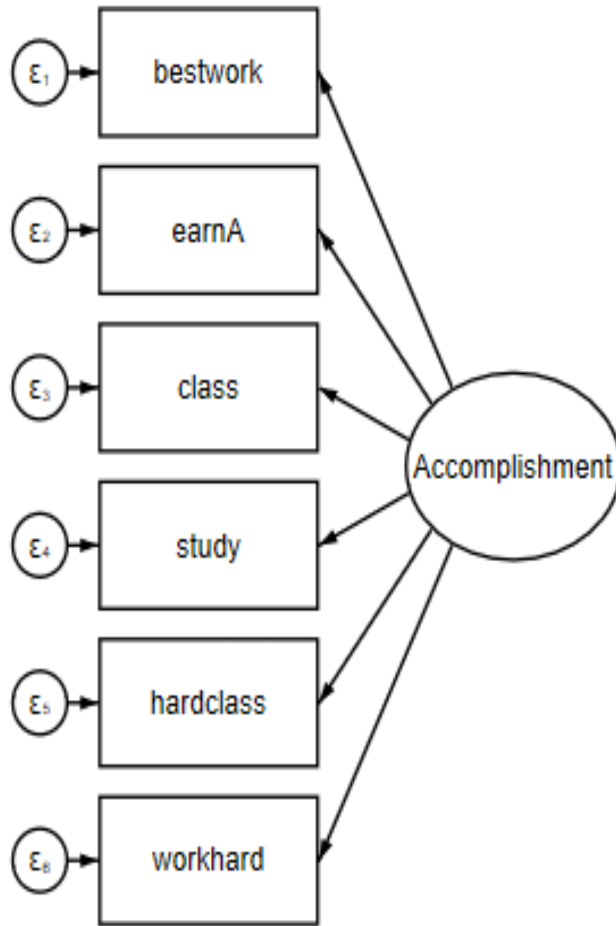 ε₁
bestwork
ε₂
earnA
ε₃
class
Accomplishment
ε₄
study
ε₅
hardclass
ε₆
workhard